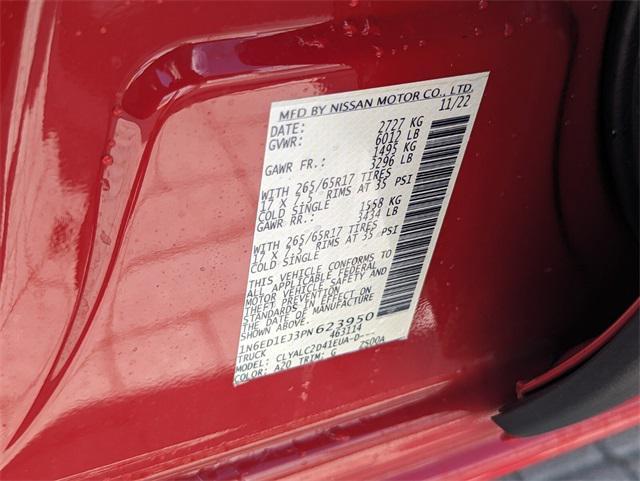 MFD BY NISSAN MOTOR CO., LTD.
DATE: 11/22
GVWR: 2727 KG
6012 LB
GAWR FR.: 1495 KG
3296 LB
WITH 265/65R17 TIRES
17 X 7.5 RIMS AT 35 PSI
COLD SINGLE
GAWR RR.: 1558 KG
3434 LB
WITH 265/65R17 TIRES
17 X 7.5 RIMS AT 35 PSI
COLD SINGLE
THIS VEHICLE CONFORMS TO
ALL APPLICABLE FEDERAL
MOTOR VEHICLE SAFETY AND
THEFT PREVENTION
STANDARDS IN EFFECT ON
THE DATE OF MANUFACTURE
SHOWN ABOVE.
1N6ED1EJ3PN623950
TRUCK 463114
MODEL: CLYALC2D41EUA-D---
COLOR: A20 TRIM: G 7S00A